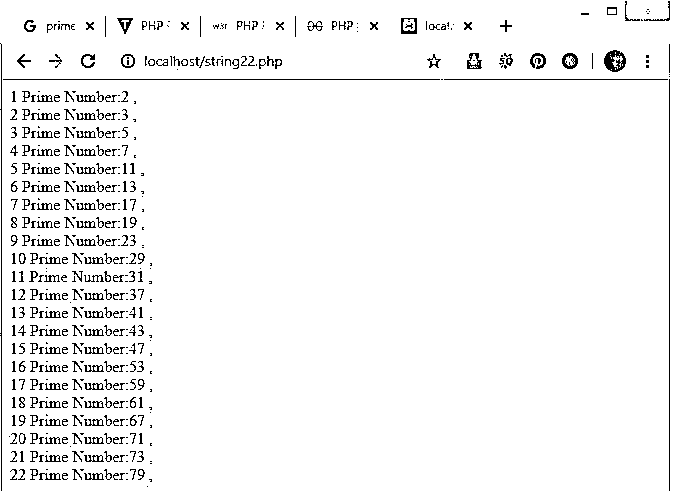 prime
PHP
PHP
PHP
local
localhost/string22.php
1 Prime Number:2 ,
2 Prime Number:3 ,
3 Prime Number:5 ,
4 Prime Number:7 ,
5 Prime Number:11 ,
6 Prime Number:13 ,
7 Prime Number:17 ,
8 Prime Number:19 ,
9 Prime Number:23 ,
10 Prime Number:29 ,
11 Prime Number:31 ,
12 Prime Number:37 ,
13 Prime Number:41 ,
14 Prime Number:43 ,
15 Prime Number:47 ,
16 Prime Number:53 ,
17 Prime Number:59 ,
18 Prime Number:61 ,
19 Prime Number:67 ,
20 Prime Number:71 ,
21 Prime Number:73 ,
22 Prime Number:79 ,